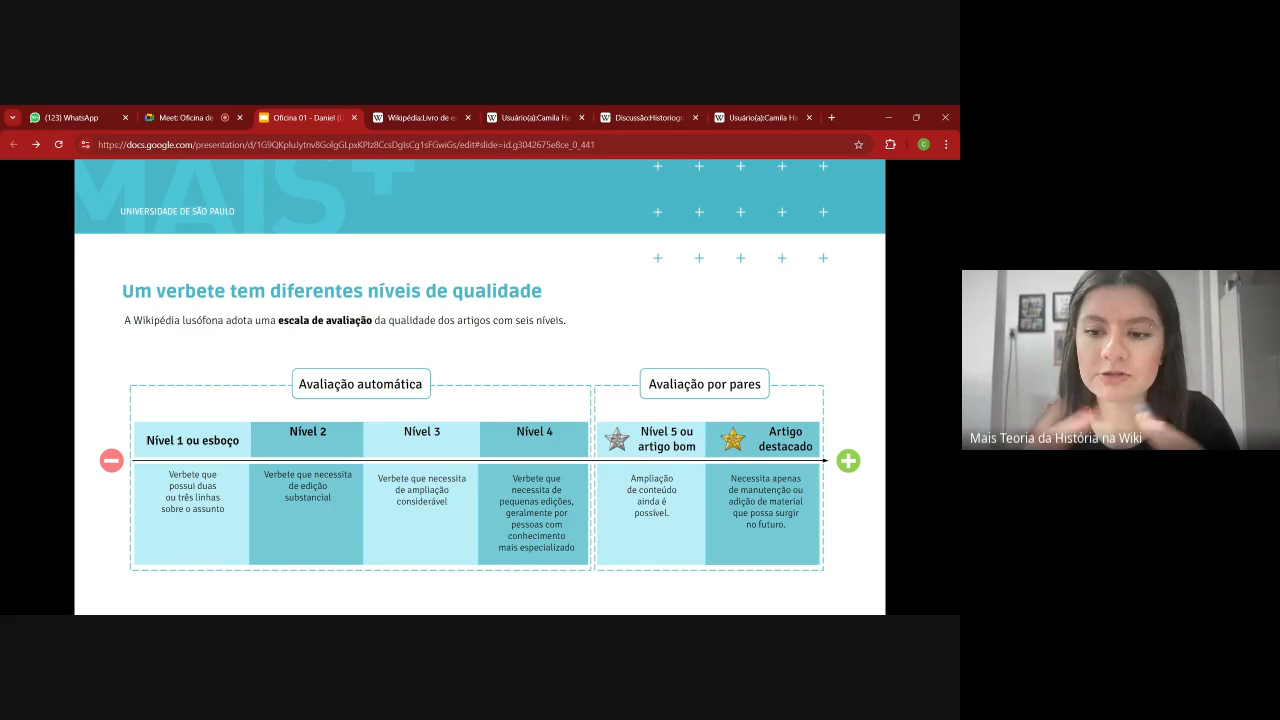 (123) WhatsApp
Meet: Oficina de
Oficina 01 - Daniel (U
Wikipédia:Livro de es
Usuário(a):Camila Ha
Discussão:Historiogr
Usuário(a):Camila Ha
https://docs.google.com/presentation/d/1G9QKpIuJytnv8GolgGLpxKPIz8CcsDgIsCg1sFGwiGs/edit#slide=id.g3042675e8ce_0_441
MAIS+
UNIVERSIDADE DE SÃO PAULO
Um verbete tem diferentes níveis de qualidade
A Wikipédia lusófona adota uma escala de avaliação da qualidade dos artigos com seis níveis.
Avaliação automática
Avaliação por pares
Nível 1 ou esboço
Nível 2
Nível 3
Nível 4
Nível 5 ou
artigo bom
Artigo
destacado
Verbete que
possui duas
ou três linhas
sobre o assunto
Verbete que necessita
de edição
substancial
Verbete que necessita
de ampliação
considerável
Verbete que
necessita de
pequenas edições,
geralmente por
pessoas com
conhecimento
mais especializado
Ampliação
de conteúdo
ainda é
possível.
Necessita apenas
de manutenção ou
adição de material
que possa surgir
no futuro.
Mais Teoria da História na Wiki